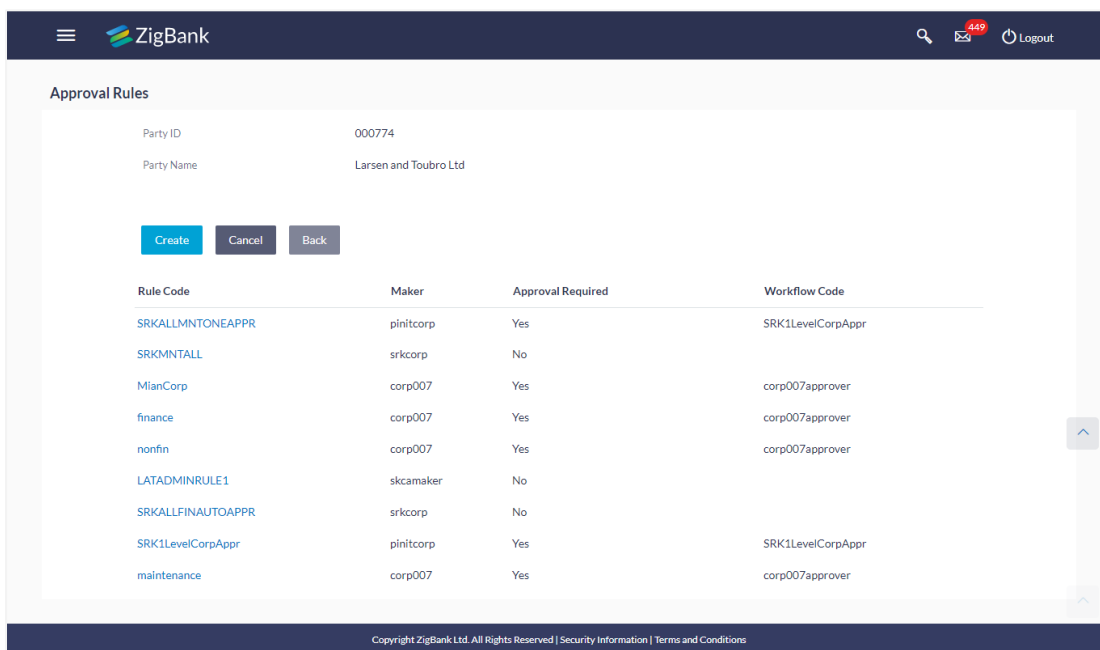 ZigBank 449 Logout
Approval Rules
Party ID 000774
Party Name Larsen and Toubro Ltd
Create Cancel Back
Rule Code Maker Approval Required Workflow Code
SRKALLMNTONEAPPR pinitcorp Yes SRK1LevelCorpAppr
SRKMNTALL srkcorp No
MianCorp corp007 Yes corp007approver
finance corp007 Yes corp007approver
nonfin corp007 Yes corp007approver
LATADMINRULE1 skcamaker No
SRKALLFINAUTOAPPR srkcorp No
SRK1LevelCorpAppr pinitcorp Yes SRK1LevelCorpAppr
maintenance corp007 Yes corp007approver
Copyright ZigBank Ltd. All Rights Reserved | Security Information | Terms and Conditions